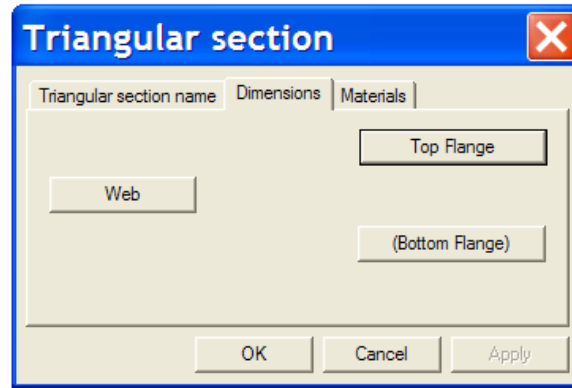 Triangular section
Triangular section name Dimensions Materials
Top Flange
Web
(Bottom Flange)
OK Cancel Apply